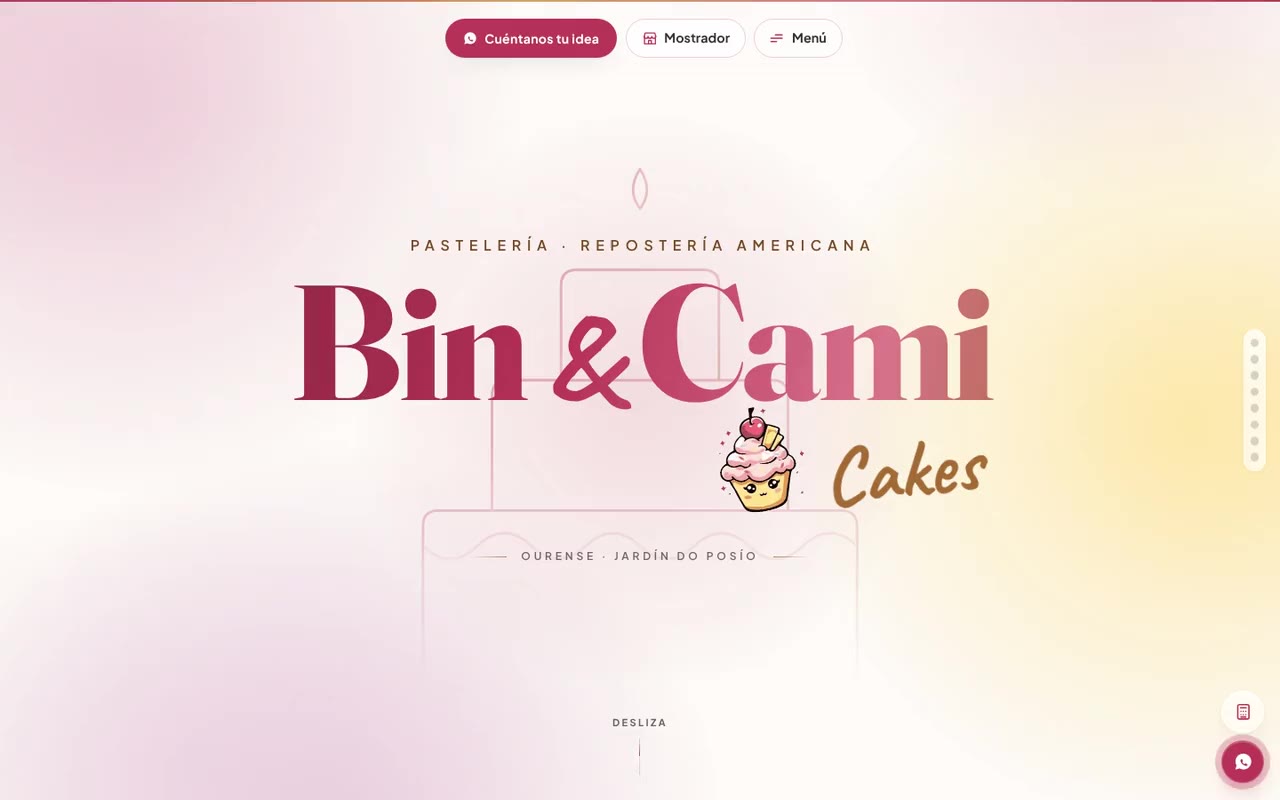 Cuéntanos tu idea
Mostrador
Menú
PASTELERÍA · REPOSTERÍA AMERICANA
Bin & Cami
Cakes
OURENSE · JARDÍN DO POSÍO
DESLIZA